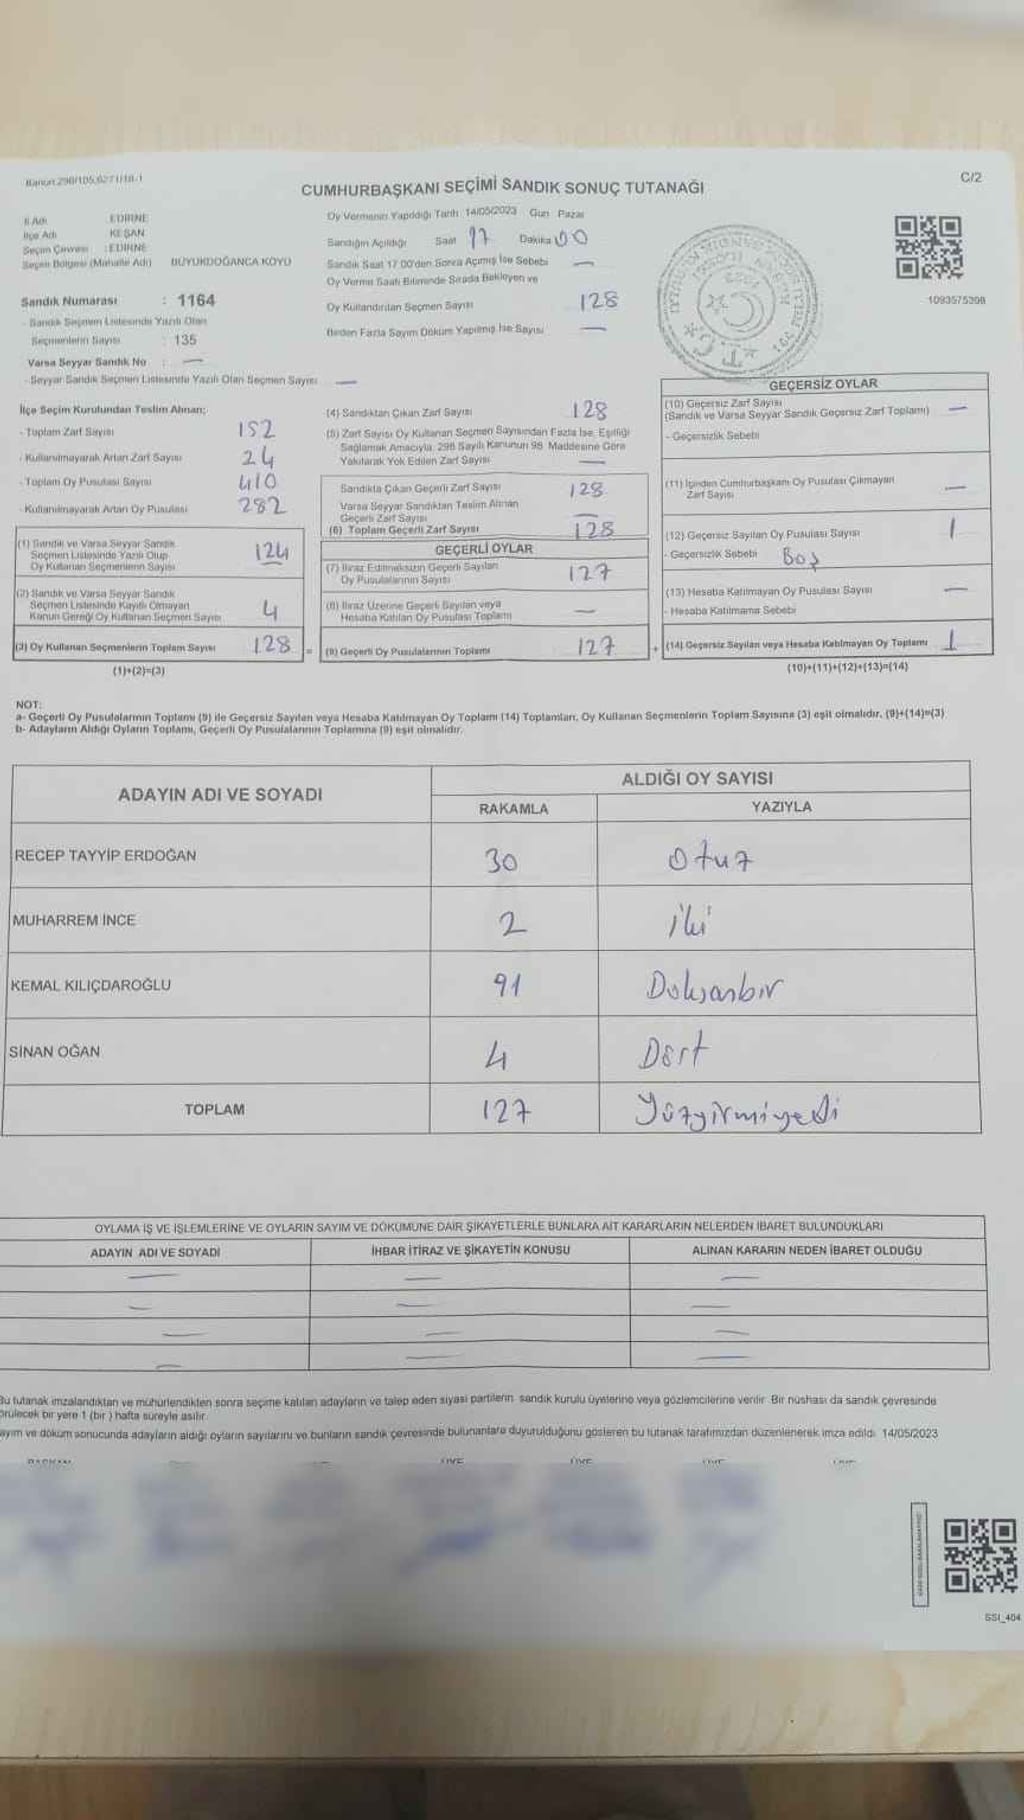 Kanun:298/105,6271/18-1
C/2
CUMHURBAŞKANI SEÇİMİ SANDIK SONUÇ TUTANAĞI
İl Adı EDİRNE
İlçe Adı KEŞAN
Seçim Çevresi : EDİRNE
Seçim Bölgesi (Mahalle Adı) BÜYÜKDOĞANCA KÖYÜ
Sandık Numarası : 1164
- Sandık Seçmen Listesinde Yazılı Olan
Seçmenlerin Sayısı : 135
Varsa Seyyar Sandık No : —
- Seyyar Sandık Seçmen Listesinde Yazılı Olan Seçmen Sayısı —
Oy Vermenin Yapıldığı Tarih 14/05/2023 Gün Pazar
Sandığın Açıldığı Saat 17 Dakika 00
Sandık Saat 17.00'den Sonra Açılmış İse Sebebi —
Oy Verme Saati Bitiminde Sırada Bekleyen ve
Oy Kullandırılan Seçmen Sayısı 128
Birden Fazla Sayım Döküm Yapılmış İse Sayısı —
1093575398
İlçe Seçim Kurulundan Teslim Alınan;
- Toplam Zarf Sayısı 152
- Kullanılmayarak Artan Zarf Sayısı 24
- Toplam Oy Pusulası Sayısı 410
- Kullanılmayarak Artan Oy Pusulası 282
(1) Sandık ve Varsa Seyyar Sandık
Seçmen Listesinde Yazılı Olup
Oy Kullanan Seçmenlerin Sayısı 124
(2) Sandık ve Varsa Seyyar Sandık
Seçmen Listesinde Kayıtlı Olmayan
Kanun Gereği Oy Kullanan Seçmen Sayısı 4
(3) Oy Kullanan Seçmenlerin Toplam Sayısı 128 =
(1)+(2)=(3)
(4) Sandıktan Çıkan Zarf Sayısı 128
(5) Zarf Sayısı Oy Kullanan Seçmen Sayısından Fazla İse, Eşitliği
Sağlamak Amacıyla, 298 Sayılı Kanunun 98. Maddesine Göre
Yakılarak Yok Edilen Zarf Sayısı —
Sandıkta Çıkan Geçerli Zarf Sayısı 128
Varsa Seyyar Sandıktan Teslim Alınan
Geçerli Zarf Sayısı —
(6) Toplam Geçerli Zarf Sayısı 128
GEÇERLİ OYLAR
(7) İtiraz Edilmeksizin Geçerli Sayılan
Oy Pusulalarının Sayısı 127
(8) İtiraz Üzerine Geçerli Sayılan veya
Hesaba Katılan Oy Pusulası Toplamı —
(9) Geçerli Oy Pusulalarının Toplamı 127 +
GEÇERSİZ OYLAR
(10) Geçersiz Zarf Sayısı
(Sandık ve Varsa Seyyar Sandık Geçersiz Zarf Toplamı) —
- Geçersizlik Sebebi
(11) İçinden Cumhurbaşkanı Oy Pusulası Çıkmayan
Zarf Sayısı —
(12) Geçersiz Sayılan Oy Pusulası Sayısı 1
- Geçersizlik Sebebi Boş
(13) Hesaba Katılmayan Oy Pusulası Sayısı —
- Hesaba Katılmama Sebebi
(14) Geçersiz Sayılan veya Hesaba Katılmayan Oy Toplamı 1
(10)+(11)+(12)+(13)=(14)
NOT:
a- Geçerli Oy Pusulalarının Toplamı (9) ile Geçersiz Sayılan veya Hesaba Katılmayan Oy Toplamı (14) Toplamları, Oy Kullanan Seçmenlerin Toplam Sayısına (3) eşit olmalıdır. (9)+(14)=(3)
b- Adayların Aldığı Oyların Toplamı, Geçerli Oy Pusulalarının Toplamına (9) eşit olmalıdır.
ADAYIN ADI VE SOYADI
ALDIĞI OY SAYISI
RAKAMLA YAZIYLA
RECEP TAYYİP ERDOĞAN 30 Otuz
MUHARREM İNCE 2 İki
KEMAL KILIÇDAROĞLU 91 Doksanbir
SİNAN OĞAN 4 Dört
TOPLAM 127 Yüzyirmiyedi
OYLAMA İŞ VE İŞLEMLERİNE VE OYLARIN SAYIM VE DÖKÜMÜNE DAİR ŞİKAYETLERLE BUNLARA AİT KARARLARIN NELERDEN İBARET BULUNDUKLARI
ADAYIN ADI VE SOYADI İHBAR İTİRAZ VE ŞİKAYETİN KONUSU ALINAN KARARIN NEDEN İBARET OLDUĞU
— — —
— — —
— — —
— — —
Bu tutanak imzalandıktan ve mühürlendikten sonra seçime katılan adayların ve talep eden siyasi partilerin sandık kurulu üyelerine veya gözlemcilerine verilir. Bir nüshası da sandık çevresinde
görülecek bir yere 1 (bir ) hafta süreyle asılır.
ayım ve döküm sonucunda adayların aldığı oyların sayılarını ve bunların sandık çevresinde bulunanlara duyurulduğunu gösteren bu tutanak tarafımızdan düzenlenerek imza edildi. 14/05/2023
SSI_404